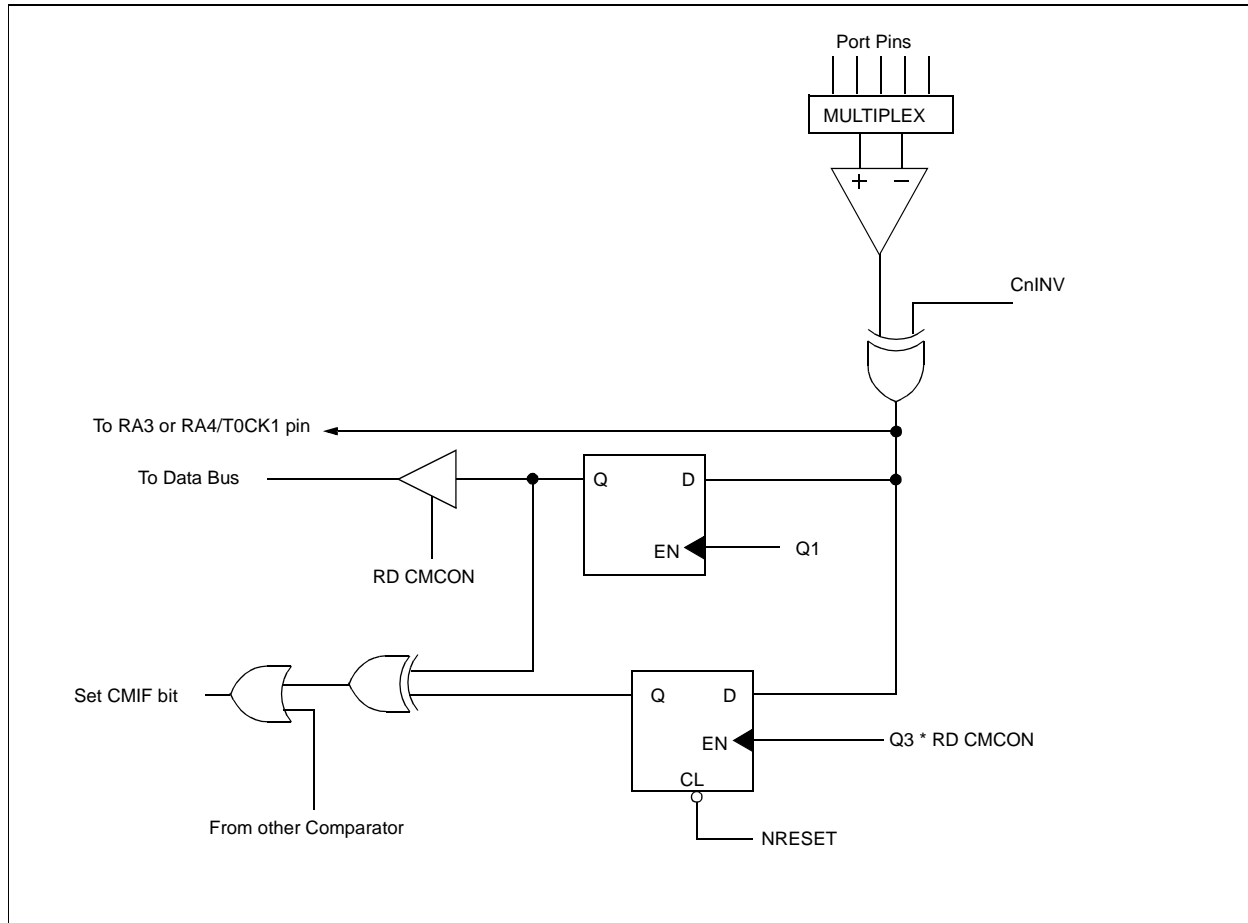 Port Pins
MULTIPLEX
+ −
CnINV
To RA3 or RA4/T0CK1 pin
To Data Bus
Q D
EN
Q1
RD CMCON
Set CMIF bit
Q D
EN
Q3 * RD CMCON
CL
From other Comparator
NRESET